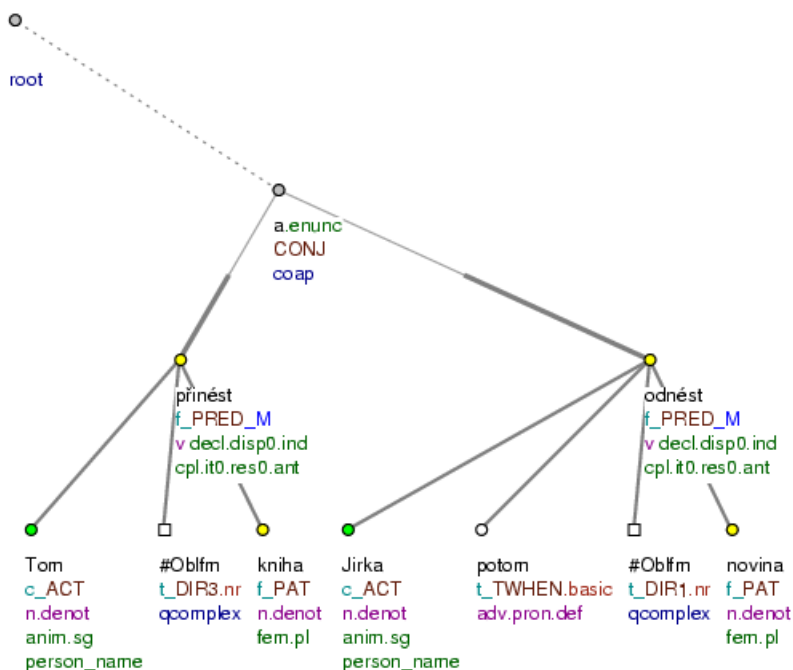 root
a.enunc
CONJ
coap
přinést
f_PRED_M
v decl.disp0.ind
cpl.it0.res0.ant
odnést
f_PRED_M
v decl.disp0.ind
cpl.it0.res0.ant
Tom
c_ACT
n.denot
anim.sg
person_name
#Oblfm
t_DIR3.nr
qcomplex
kniha
f_PAT
n.denot
fem.pl
Jirka
c_ACT
n.denot
anim.sg
person_name
potom
t_TWHEN.basic
adv.pron.def
#Oblfm
t_DIR1.nr
qcomplex
novina
f_PAT
n.denot
fem.pl